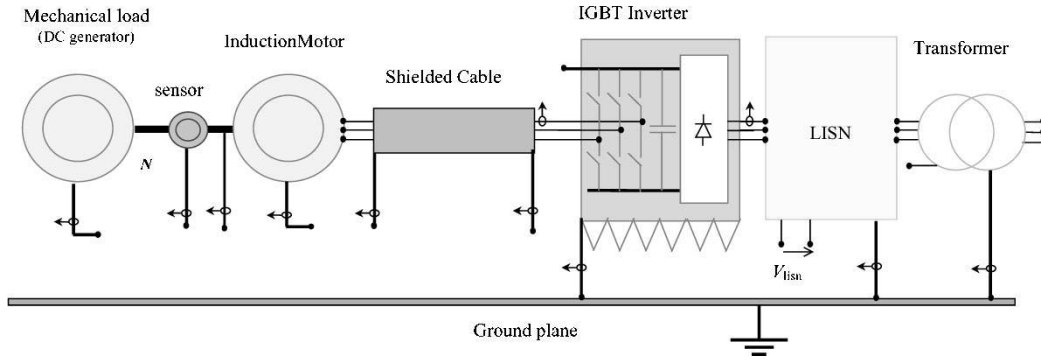 Mechanical load
(DC generator)
InductionMotor
sensor
Shielded Cable
IGBT Inverter
Transformer
LISN
N
Vlisn
Ground plane